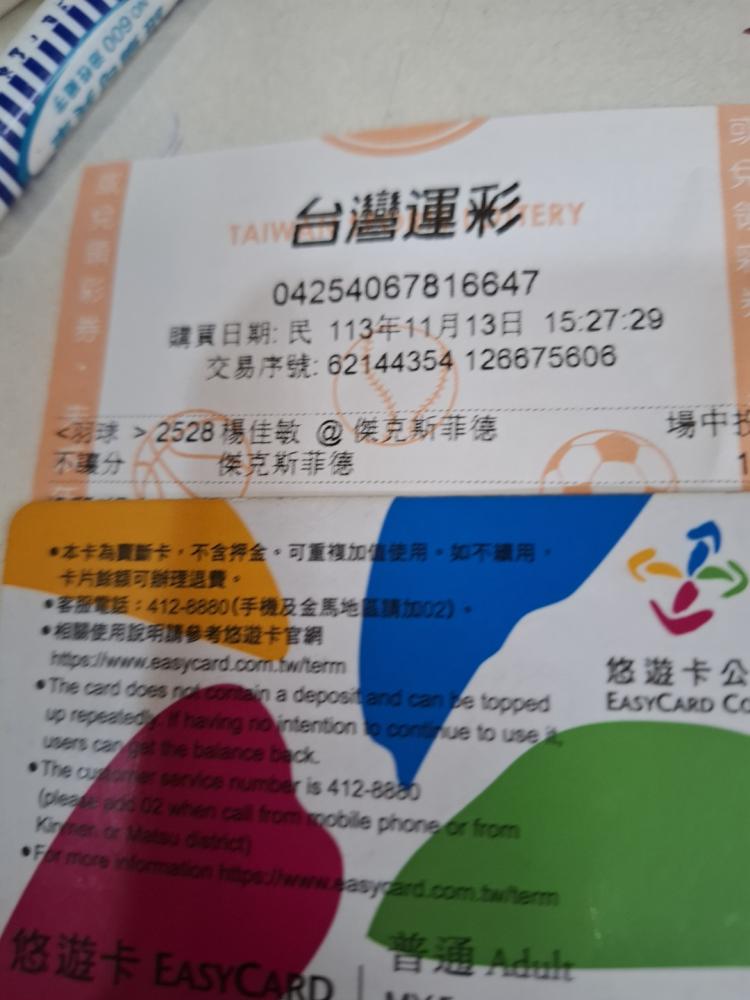 TAIWAN SPORTS LOTTERY
台灣運彩
04254067816647
購買日期: 民 113年11月13日 15:27:29
交易序號: 62144354 126675606
<羽球 > 2528 楊佳敏 @ 傑克斯菲德 場中投
不讓分 傑克斯菲德 1
•本卡為賣斷卡，不含押金。可重複加值使用。如不續用，
卡片餘額可辦理退費。
•客服電話：412-8880(手機及金馬地區請加02)。
•相關使用說明請參考悠遊卡官網
https://www.easycard.com.tw/term
•The card does not contain a deposit and can be topped
up repeatedly. If having no intention to continue to use it,
users can get the balance back.
•The customer service number is 412-8880
(please add 02 when call from mobile phone or from
Kinmen or Matsu district)
•For more information https://www.easycard.com.tw/term
悠遊卡公
EASYCARD CO
悠遊卡 EASYCARD
普通 Adult